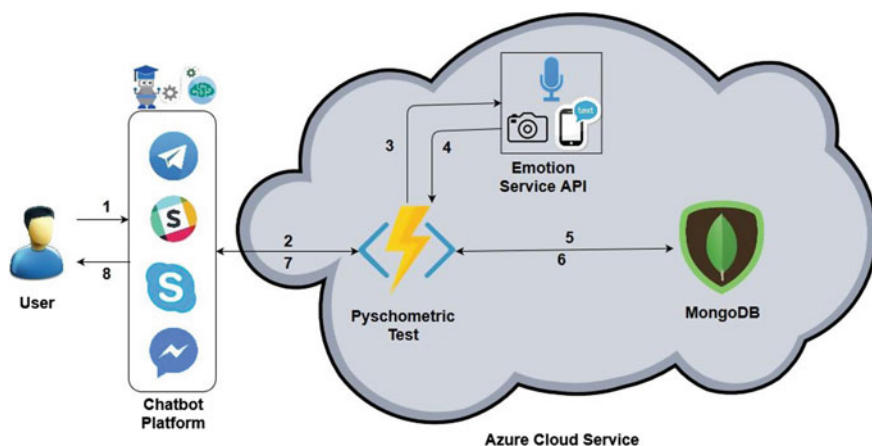 text
3
4
Emotion
Service API
1
S
2
5
7
6
8
S
User
Pyschometric
Test
MongoDB
Chatbot
Platform
Azure Cloud Service